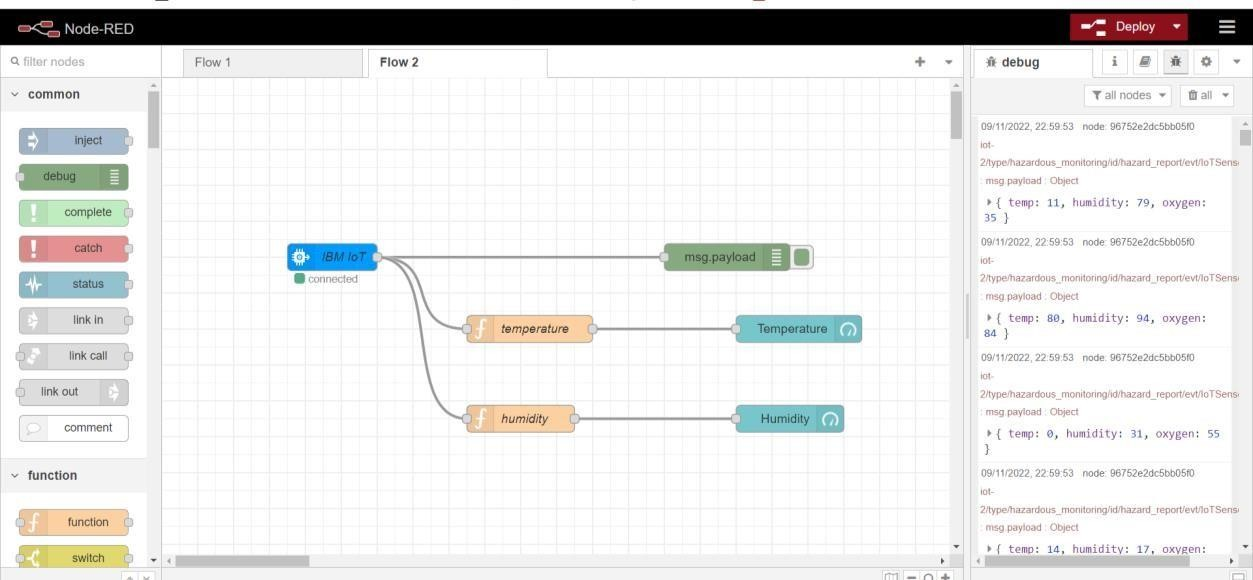 Node-RED
Deploy
filter nodes
Flow 1
Flow 2
debug
i
all nodes
all
common
inject
debug
complete
catch
status
link in
link call
link out
comment
function
function
switch
IBM IoT
connected
msg.payload
temperature
Temperature
humidity
Humidity
09/11/2022, 22:59:53 node: 96752e2dc5bb05f0
iot-
2/type/hazardous_monitoring/id/hazard_report/evt/IoTSens
: msg.payload : Object
{ temp: 11, humidity: 79, oxygen:
35 }
09/11/2022, 22:59:53 node: 96752e2dc5bb05f0
iot-
2/type/hazardous_monitoring/id/hazard_report/evt/IoTSens
: msg.payload : Object
{ temp: 80, humidity: 94, oxygen:
84 }
09/11/2022, 22:59:53 node: 96752e2dc5bb05f0
iot-
2/type/hazardous_monitoring/id/hazard_report/evt/IoTSens
: msg.payload : Object
{ temp: 0, humidity: 31, oxygen: 55
}
09/11/2022, 22:59:53 node: 96752e2dc5bb05f0
iot-
2/type/hazardous_monitoring/id/hazard_report/evt/IoTSens
: msg.payload : Object
{ temp: 14, humidity: 17, oxygen: